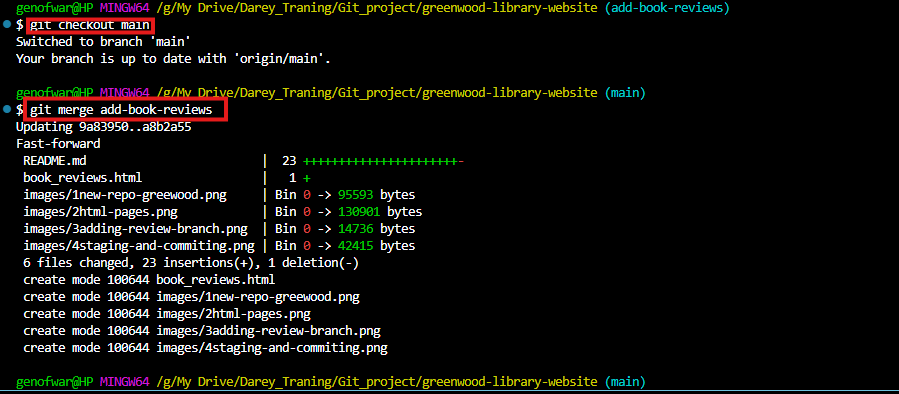 genofwar@HP MINGW64 /g/My Drive/Darey_Traning/Git_project/greenwood-library-website (add-book-reviews)
$ git checkout main
Switched to branch 'main'
Your branch is up to date with 'origin/main'.
genofwar@HP MINGW64 /g/My Drive/Darey_Traning/Git_project/greenwood-library-website (main)
$ git merge add-book-reviews
Updating 9a83950..a8b2a55
Fast-forward
README.md | 23 ++++++++++++++++++++++-
book_reviews.html | 1 +
images/1new-repo-greewood.png | Bin 0 -> 95593 bytes
images/2html-pages.png | Bin 0 -> 130901 bytes
images/3adding-review-branch.png | Bin 0 -> 14736 bytes
images/4staging-and-commiting.png | Bin 0 -> 42415 bytes
6 files changed, 23 insertions(+), 1 deletion(-)
create mode 100644 book_reviews.html
create mode 100644 images/1new-repo-greewood.png
create mode 100644 images/2html-pages.png
create mode 100644 images/3adding-review-branch.png
create mode 100644 images/4staging-and-commiting.png
genofwar@HP MINGW64 /g/My Drive/Darey_Traning/Git_project/greenwood-library-website (main)